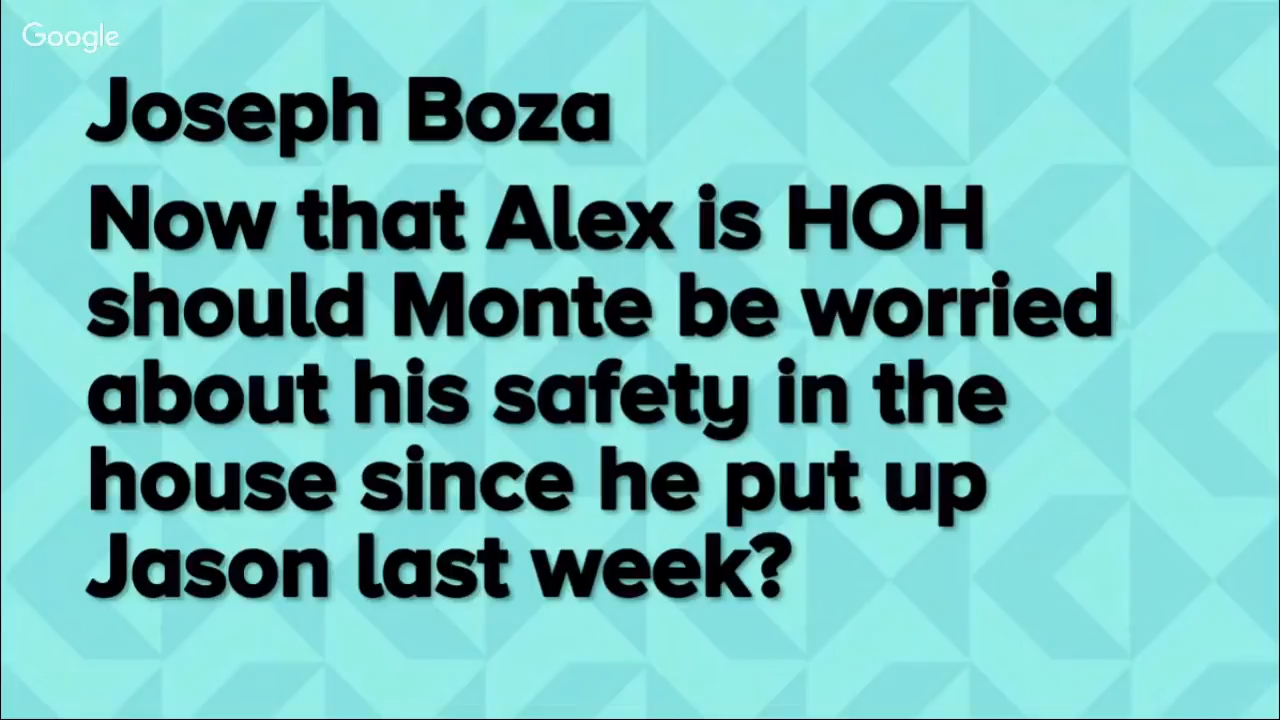 Google
Joseph Boza
Now that Alex is HOH
should Monte be worried
about his safety in the
house since he put up
Jason last week?